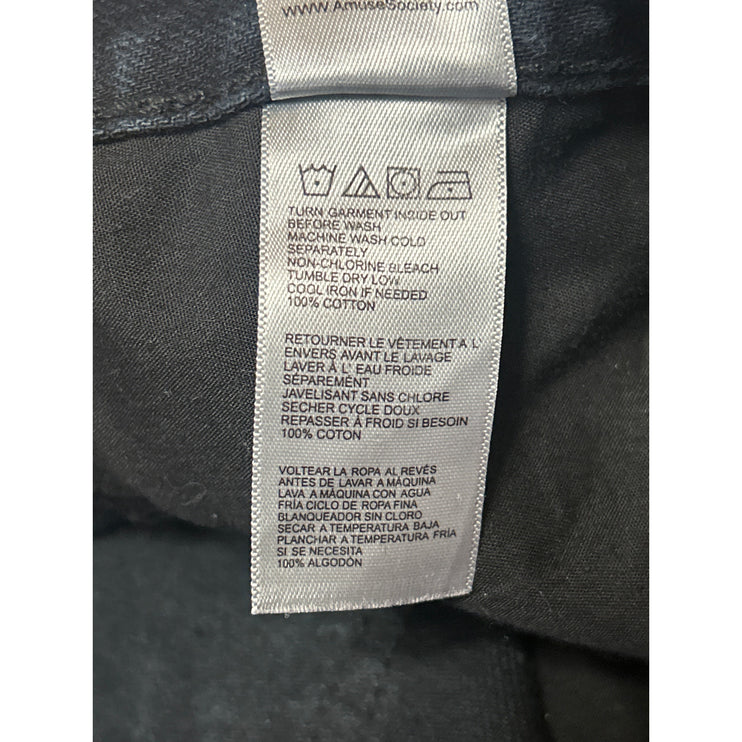 www.AmuseSociety.com
TURN GARMENT INSIDE OUT
BEFORE WASH
MACHINE WASH COLD
SEPARATELY
NON-CHLORINE BLEACH
TUMBLE DRY LOW
COOL IRON IF NEEDED
100% COTTON
RETOURNER LE VÊTEMENT A L'
ENVERS AVANT LE LAVAGE
LAVER À L' EAU FROIDE
SÉPAREMENT
JAVELISANT SANS CHLORE
SECHER CYCLE DOUX
REPASSER À FROID SI BESOIN
100% COTON
VOLTEAR LA ROPA AL REVÉS
ANTES DE LAVAR A MÁQUINA
LAVA A MÁQUINA CON AGUA
FRÍA CICLO DE ROPA FINA
BLANQUEADOR SIN CLORO
SECAR A TEMPERATURA BAJA
PLANCHAR A TEMPERATURA FRÍA
SI SE NECESITA
100% ALGODÓN